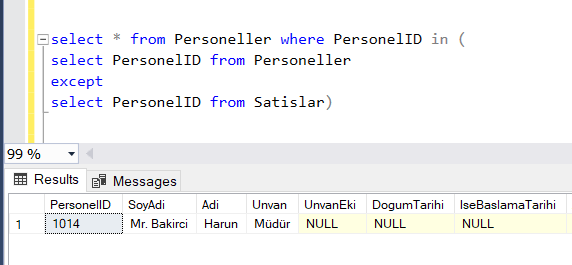 select * from Personeller where PersonelID in (
select PersonelID from Personeller
except
select PersonelID from Satislar)
99 %
Results Messages
PersonelID SoyAdi Adi Unvan UnvanEki DogumTarihi IseBaslamaTarihi
1 1014 Mr. Bakirci Harun Müdür NULL NULL NULL